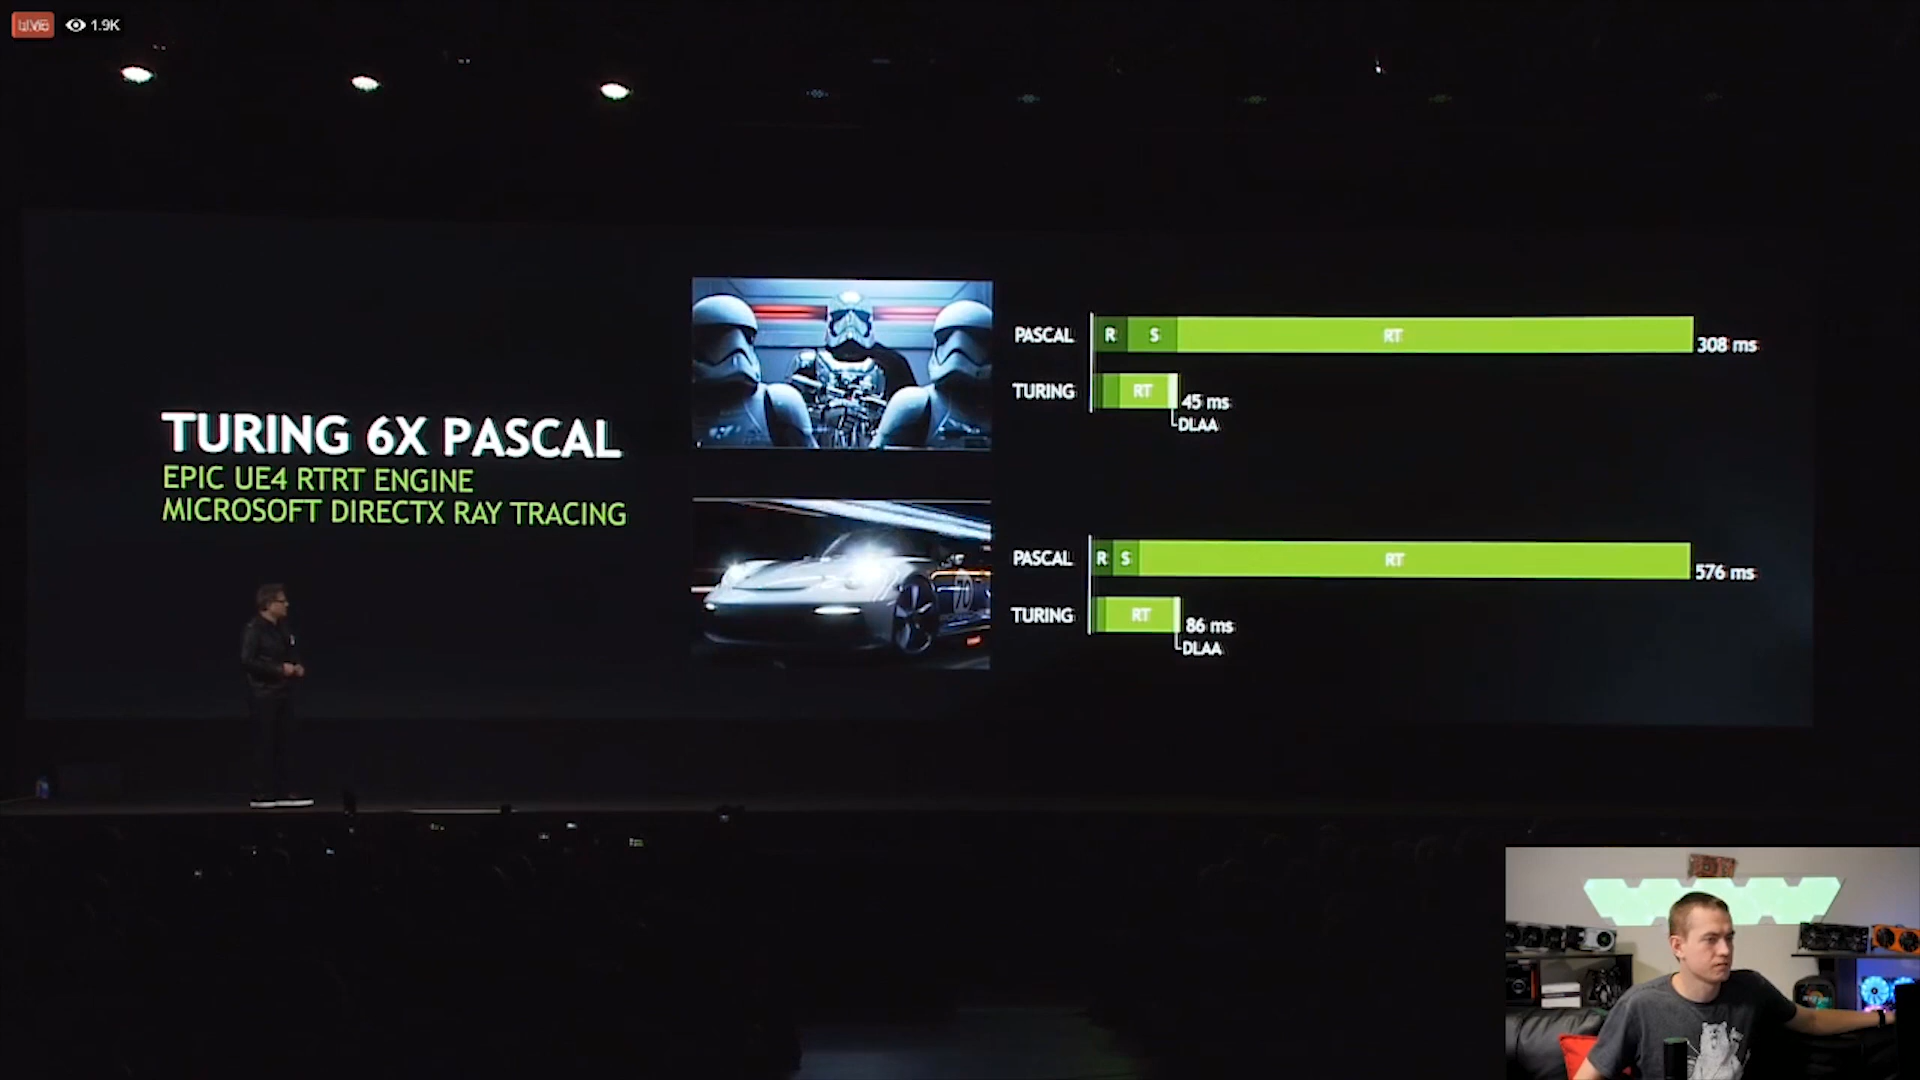 LIVE
1.9K
TURING 6X PASCAL
EPIC UE4 RTRT ENGINE
MICROSOFT DIRECTX RAY TRACING
PASCAL R S RT 308 ms
TURING RT 45 ms
DLAA
PASCAL R S RT 576 ms
TURING RT 86 ms
DLAA
70